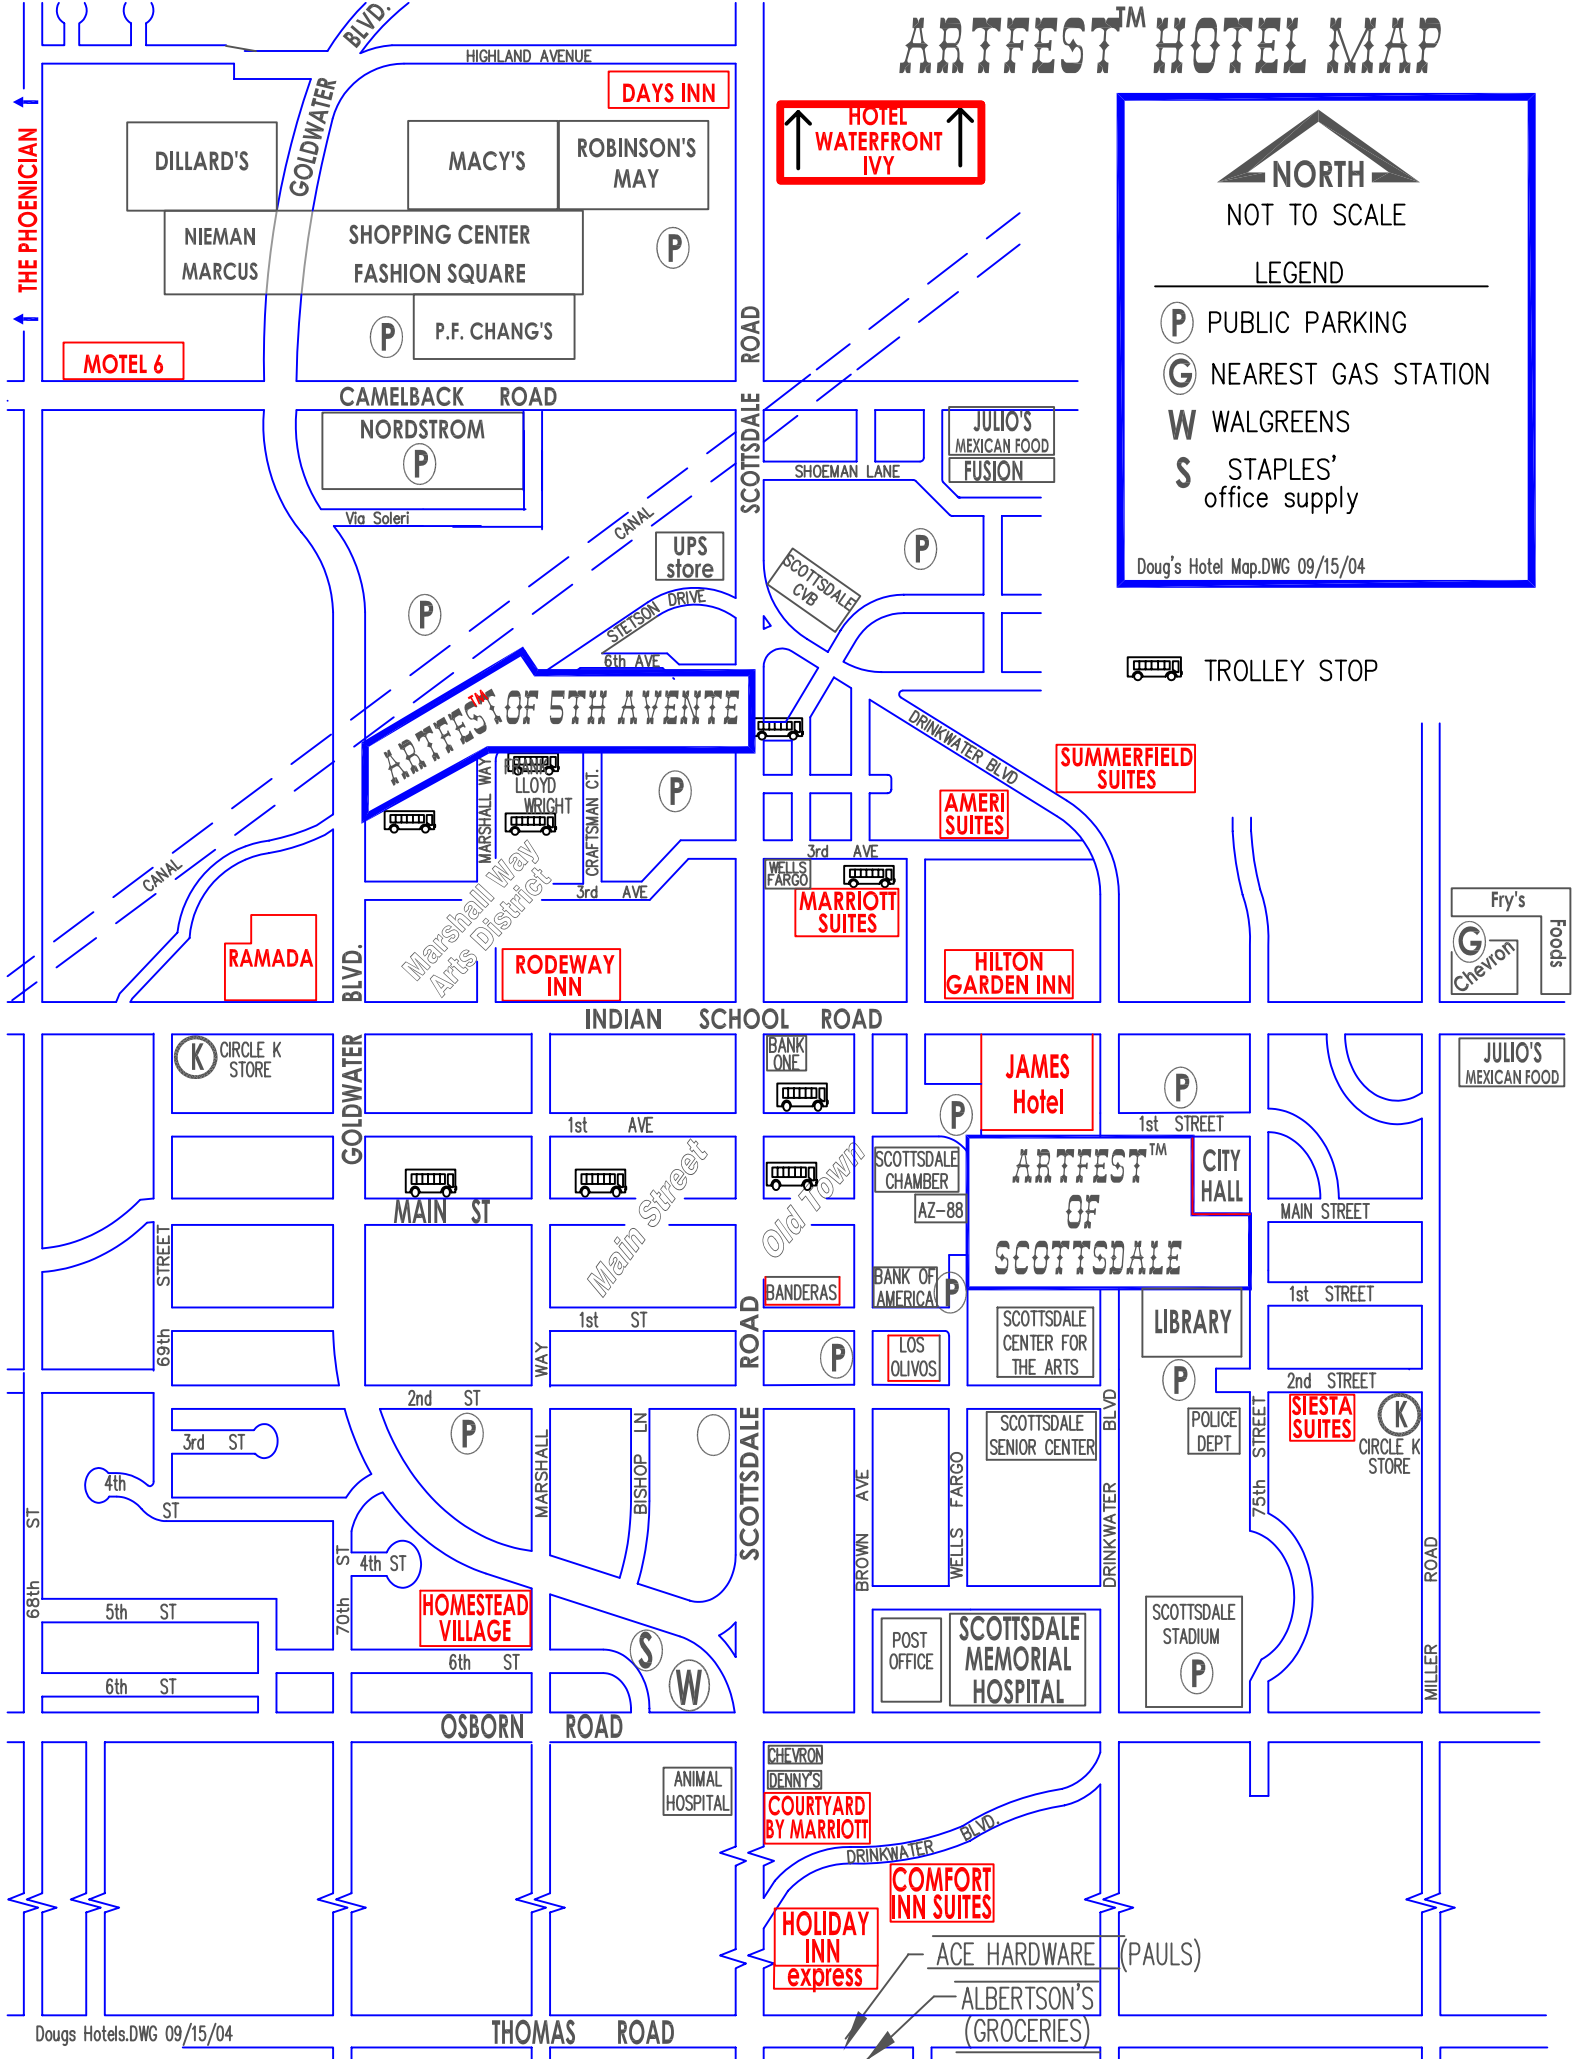 ARTFEST™ HOTEL MAP
BLVD.
HIGHLAND AVENUE
DAYS INN
GOLDWATER
THE PHOENICIAN
DILLARD'S
MACY'S
ROBINSON'S
MAY
HOTEL
WATERFRONT
IVY
NORTH
NOT TO SCALE
LEGEND
P PUBLIC PARKING
G NEAREST GAS STATION
W WALGREENS
S STAPLES'
office supply
Doug's Hotel Map.DWG 09/15/04
TROLLEY STOP
NIEMAN
MARCUS
SHOPPING CENTER
FASHION SQUARE
P
P.F. CHANG'S
P
MOTEL 6
SCOTTSDALE ROAD
CAMELBACK ROAD
NORDSTROM
P
Via Soleri
JULIO'S
MEXICAN FOOD
FUSION
SHOEMAN LANE
CANAL
UPS
store
P
SCOTTSDALE
CVB
STETSON DRIVE
P
6th AVE
ARTFEST™ OF 5TH AVENTE
DRINKWATER BLVD
SUMMERFIELD
SUITES
AMERI
SUITES
MARSHALL WAY
FRANK
LLOYD
WRIGHT
CRAFTSMAN CT.
P
3rd AVE
WELLS
FARGO
MARRIOTT
SUITES
3rd AVE
CANAL
Marshall Way
Arts District
RAMADA
BLVD.
RODEWAY
INN
HILTON
GARDEN INN
Fry's
Foods
G
Chevron
INDIAN SCHOOL ROAD
K
CIRCLE K
STORE
GOLDWATER
BANK
ONE
JAMES
Hotel
P
P
JULIO'S
MEXICAN FOOD
1st AVE
1st STREET
Main Street
Old Town
SCOTTSDALE
CHAMBER
AZ-88
ARTFEST™
OF
SCOTTSDALE
CITY
HALL
MAIN ST
MAIN STREET
69th STREET
BANDERAS
BANK OF
AMERICA
P
1st ST
1st STREET
ROAD
P
LOS
OLIVOS
SCOTTSDALE
CENTER FOR
THE ARTS
LIBRARY
P
2nd ST
2nd STREET
MARSHALL WAY
BISHOP LN
SCOTTSDALE
P
SCOTTSDALE
SENIOR CENTER
POLICE
DEPT
SIESTA
SUITES
K
CIRCLE K
STORE
3rd ST
4th ST
68th ST
70th ST
4th ST
BROWN AVE
WELLS FARGO
DRINKWATER BLVD
75th STREET
MILLER ROAD
5th ST
HOMESTEAD
VILLAGE
6th ST
6th ST
S
W
POST
OFFICE
SCOTTSDALE
MEMORIAL
HOSPITAL
SCOTTSDALE
STADIUM
P
OSBORN ROAD
ANIMAL
HOSPITAL
CHEVRON
DENNY'S
COURTYARD
BY MARRIOTT
DRINKWATER BLVD.
COMFORT
INN SUITES
HOLIDAY
INN
express
ACE HARDWARE (PAULS)
ALBERTSON'S
(GROCERIES)
THOMAS ROAD
Dougs Hotels.DWG 09/15/04